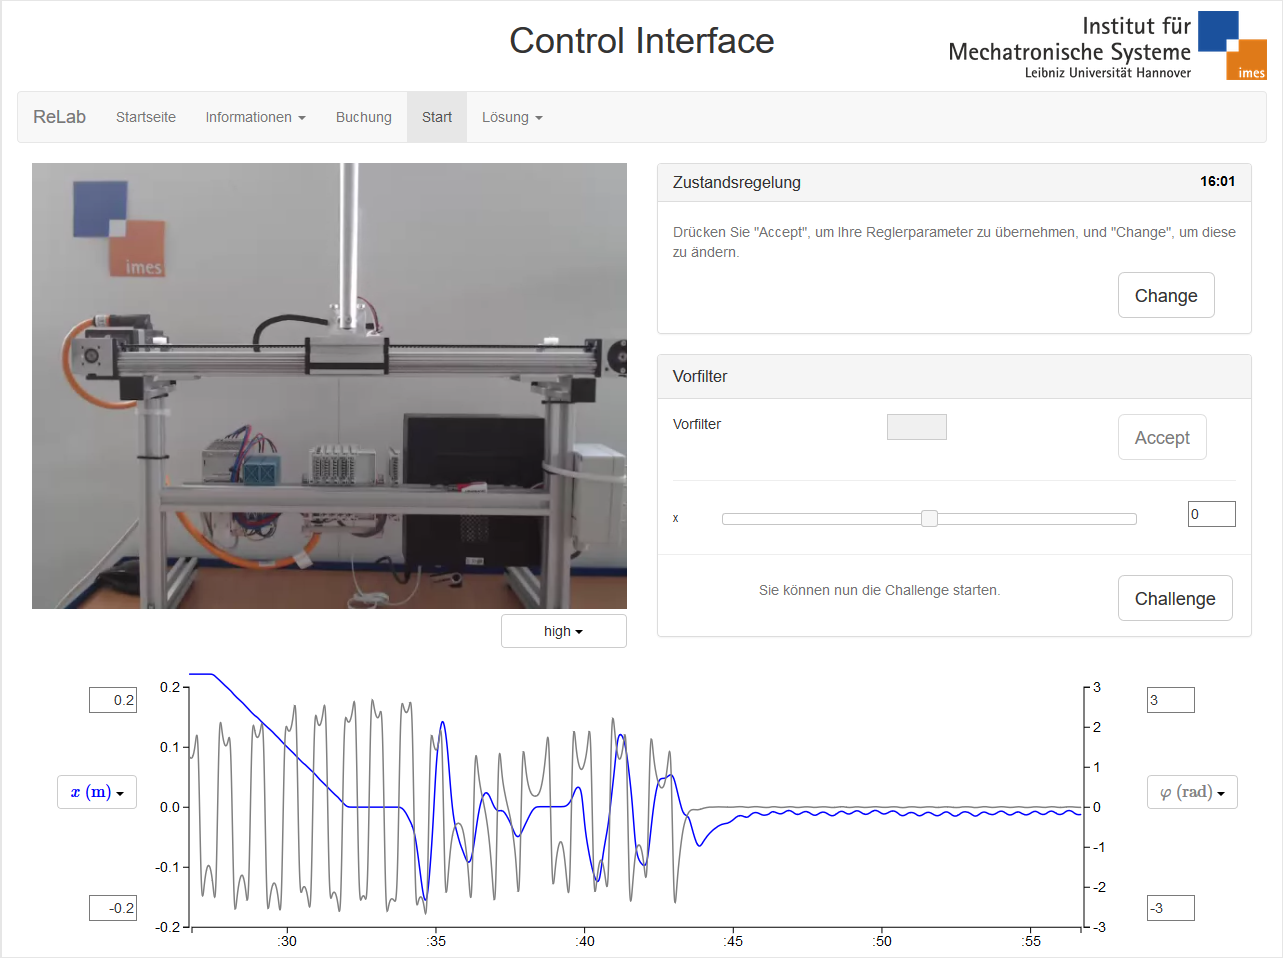 Control Interface
Institut für
Mechatronische Systeme
Leibniz Universität Hannover
imes
ReLab
Startseite
Informationen
Buchung
Start
Lösung
imes
high
Zustandsregelung
16:01
Drücken Sie "Accept", um Ihre Reglerparameter zu übernehmen, und "Change", um diese
zu ändern.
Change
Vorfilter
Vorfilter
Accept
x
0
Sie können nun die Challenge starten.
Challenge
0.2
x (m)
-0.2
0.2
0.1
0.0
-0.1
-0.2
:30
:35
:40
:45
:50
:55
3
2
1
0
-1
-2
-3
3
φ (rad)
-3